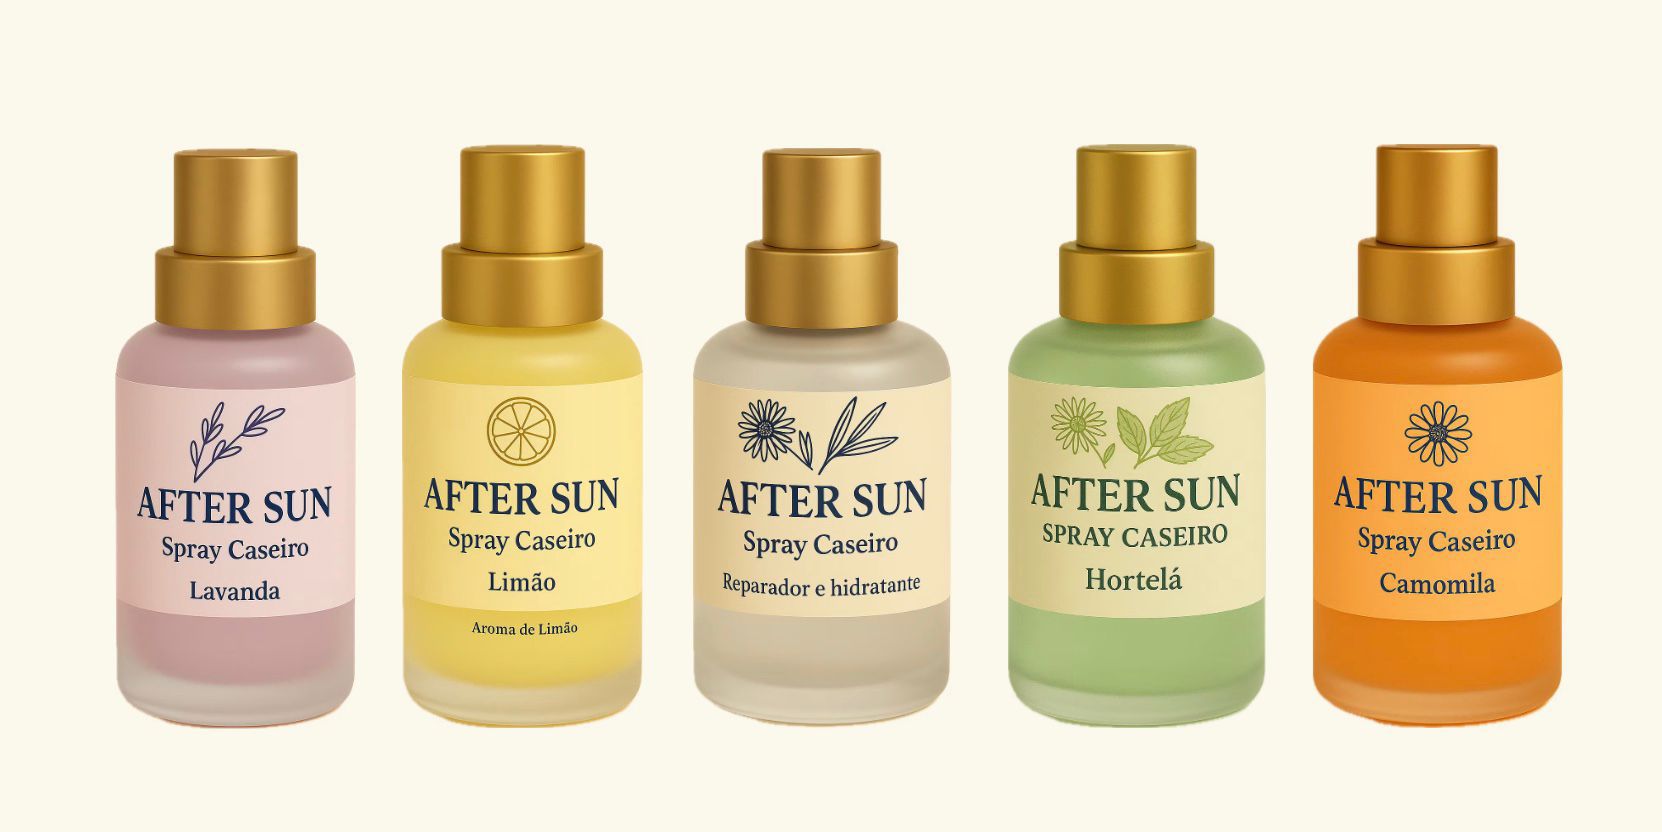 AFTER SUN
Spray Caseiro
Lavanda
AFTER SUN
Spray Caseiro
Limão
Aroma de Limão
AFTER SUN
Spray Caseiro
Reparador e hidratante
AFTER SUN
SPRAY CASEIRO
Hortelá
AFTER SUN
Spray Caseiro
Camomila